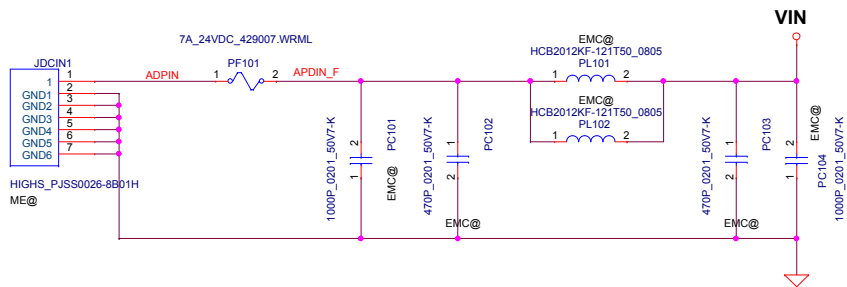 VIN
7A_24VDC_429007.WRML
EMC@
HCB2012KF-121T50_0805
JDCIN1
PF101
PL101
1
1
ADPIN
1
2
APDIN_F
1
2
GND1
2
GND2
3
GND3
4
GND4
5
GND5
6
GND6
7
EMC@
HCB2012KF-121T50_0805
PL102
1
2
HIGHS_PJSS0026-8B01H
ME@
1000P_0201_50V7-K
2
1
PC101
EMC@
470P_0201_50V7-K
1
2
PC102
EMC@
470P_0201_50V7-K
1
2
PC103
EMC@
2
1
EMC@
PC104
1000P_0201_50V7-K